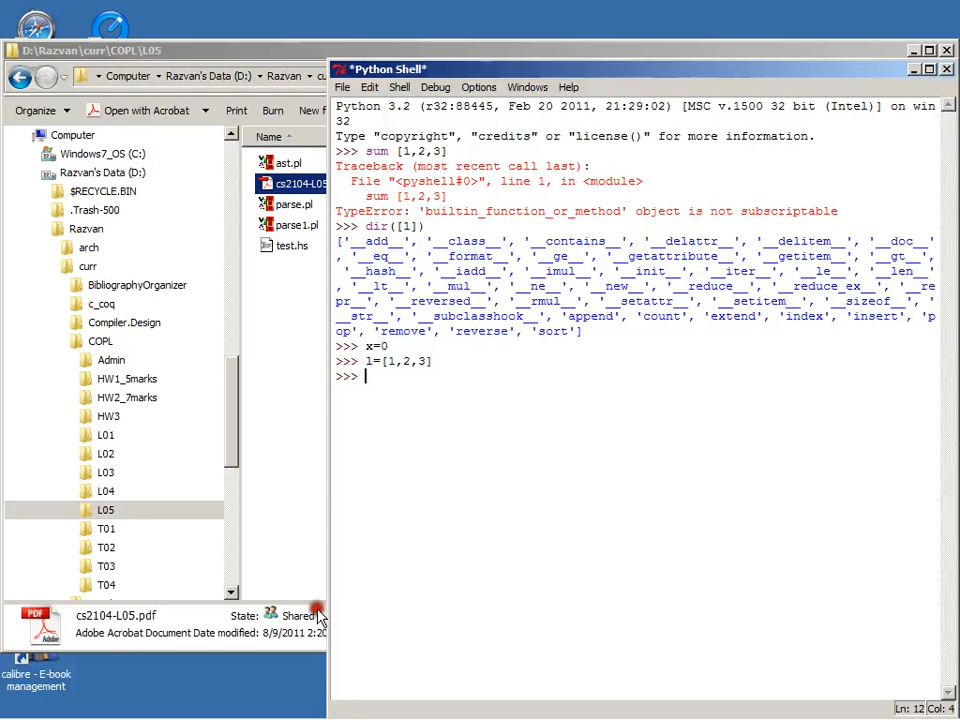 D:\Razvan\curr\COPL\L05
Computer ▸ Razvan's Data (D:) ▸ Razvan ▸ cu
Organize Open with Acrobat Print Burn New f
Computer
Windows7_OS (C:)
Razvan's Data (D:)
$RECYCLE.BIN
.Trash-500
Razvan
arch
curr
BibliographyOrganizer
c_coq
Compiler.Design
COPL
Admin
HW1_5marks
HW2_7marks
HW3
L01
L02
L03
L04
L05
T01
T02
T03
T04
Name
ast.pl
cs2104-L05
parse.pl
parse1.pl
test.hs
PDF
Adobe
cs2104-L05.pdf State: Shared
Adobe Acrobat Document Date modified: 8/9/2011 2:20
calibre - E-book
management
*Python Shell*
File Edit Shell Debug Options Windows Help
Python 3.2 (r32:88445, Feb 20 2011, 21:29:02) [MSC v.1500 32 bit (Intel)] on win
32
Type "copyright", "credits" or "license()" for more information.
>>> sum [1,2,3]
Traceback (most recent call last):
  File "<pyshell#0>", line 1, in <module>
    sum [1,2,3]
TypeError: 'builtin_function_or_method' object is not subscriptable
>>> dir([1])
['__add__', '__class__', '__contains__', '__delattr__', '__delitem__', '__doc__'
, '__eq__', '__format__', '__ge__', '__getattribute__', '__getitem__', '__gt__',
 '__hash__', '__iadd__', '__imul__', '__init__', '__iter__', '__le__', '__len__'
, '__lt__', '__mul__', '__ne__', '__new__', '__reduce__', '__reduce_ex__', '__re
pr__', '__reversed__', '__rmul__', '__setattr__', '__setitem__', '__sizeof__', '
__str__', '__subclasshook__', 'append', 'count', 'extend', 'index', 'insert', 'p
op', 'remove', 'reverse', 'sort']
>>> x=0
>>> l=[1,2,3]
>>>
Ln: 12 Col: 4